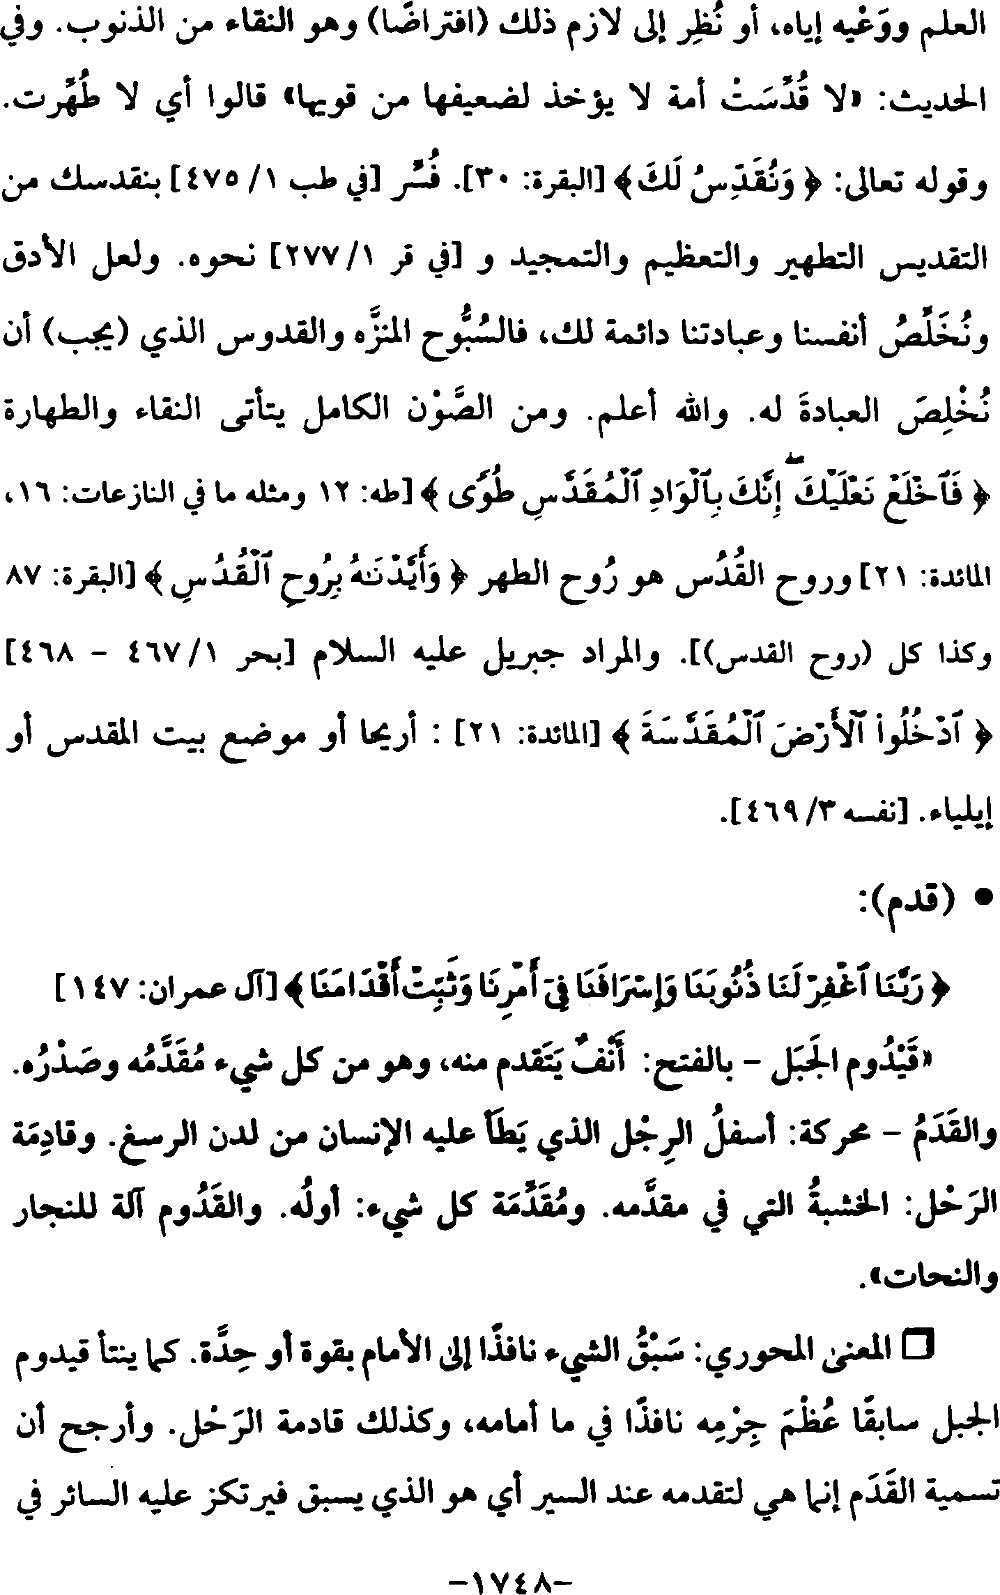 العلم ووَعْيه إياه، أو نُظِر إلى لازم ذلك (افتراضًا) وهو النقاء من الذنوب. وفي
الحديث: «لا قُدِّسَتْ أمة لا يؤخذ لضعيفها من قويها» قالوا أي لا طُهِّرت.
وقوله تعالى: ﴿ وَنُقَدِّسُ لَكَ ﴾ [البقرة: ٣٠]. فُسِّر [في طب ١/ ٤٧٥] بنقدسك من
التقديس التطهير والتعظيم والتمجيد و [في قر ١/ ٢٧٧] نحوه. ولعل الأدق
ونُخَلِّصُ أنفسنا وعبادتنا دائمة لك، فالسُبُّوح المنزَّه والقدوس الذي (يجب) أن
نُخْلِصَ العبادةَ له. والله أعلم. ومن الصَّوْن الكامل يتأتى النقاء والطهارة
﴿ فَٱخْلَعْ نَعْلَيْكَ ۖ إِنَّكَ بِٱلْوَادِ ٱلْمُقَدَّسِ طُوًى ﴾ [طه: ١٢ ومثله ما في النازعات: ١٦،
المائدة: ٢١] وروح القُدُس هو رُوح الطهر ﴿ وَأَيَّدْنَـٰهُ بِرُوحِ ٱلْقُدُسِ ﴾ [البقرة: ٨٧
وكذا كل (روح القدس)]. والمراد جبريل عليه السلام [بحر ١/ ٤٦٧ – ٤٦٨]
﴿ ٱدْخُلُوا۟ ٱلْأَرْضَ ٱلْمُقَدَّسَةَ ﴾ [المائدة: ٢١] : أريحا أو موضع بيت المقدس أو
إيلياء. [نفسه ٣/ ٤٦٩].
• (قدم):
﴿ رَبَّنَا ٱغْفِرْ لَنَا ذُنُوبَنَا وَإِسْرَافَنَا فِىٓ أَمْرِنَا وَثَبِّتْ أَقْدَامَنَا ﴾ [آل عمران: ١٤٧]
«قَيْدُوم الجَبَل – بالفتح: أَنْفٌ يَتَقدم منه، وهو من كل شيء مُقَدَّمُه وصَدْرُه.
والقَدَمُ – محركة: أسفلُ الرِجْل الذي يَطَأ عليه الإنسان من لدن الرسغ. وقادِمَة
الرَحْل: الخشبةُ التي في مقدَّمه. ومُقَدِّمَة كل شيء: أولُه. والقَدُوم آلة للنجار
والنحات».
□ المعنى المحوري: سَبْقُ الشيء نافذًا إلى الأمام بقوة أو حِدَّة. كما ينتأ قيدوم
الجبل سابقًا عُظْمَ جِرْمِه نافذًا في ما أمامه، وكذلك قادمة الرَحْل. وأرجح أن
تسمية القَدَم إنما هي لتقدمه عند السير أي هو الذي يسبق فيرتكز عليه السائر في
-١٧٤٨-